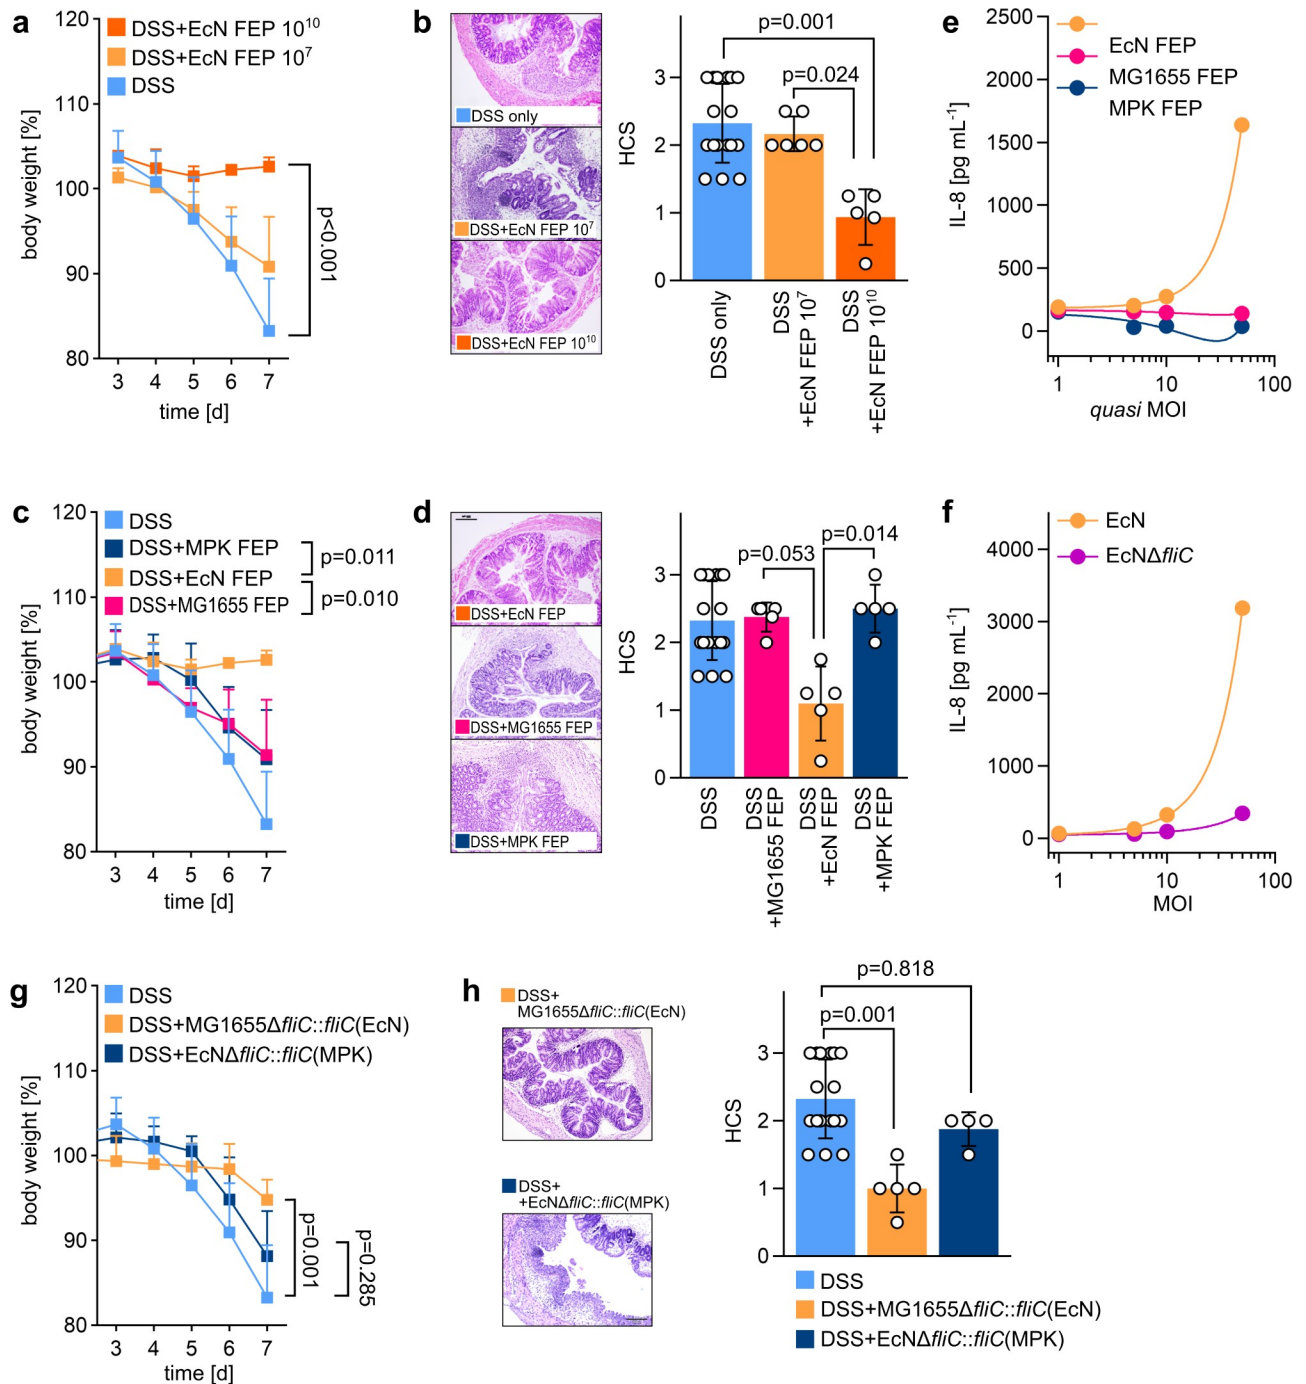 a
DSS+EcN FEP 10¹⁰
DSS+EcN FEP 10⁷
DSS
120
110
100
90
80
body weight [%]
3 4 5 6 7
time [d]
p<0.001
b
DSS only
DSS+EcN FEP 10⁷
DSS+EcN FEP 10¹⁰
p=0.001
p=0.024
HCS
3
2
1
0
DSS only
DSS
+EcN FEP 10⁷
DSS
+EcN FEP 10¹⁰
e
EcN FEP
MG1655 FEP
MPK FEP
2500
2000
1500
1000
500
0
IL-8 [pg mL⁻¹]
1 10 100
quasi MOI
c
DSS
DSS+MPK FEP
DSS+EcN FEP
DSS+MG1655 FEP
p=0.011
p=0.010
120
110
100
90
80
body weight [%]
3 4 5 6 7
time [d]
d
DSS+EcN FEP
DSS+MG1655 FEP
DSS+MPK FEP
p=0.053
p=0.014
HCS
3
2
1
0
DSS
DSS
+MG1655 FEP
DSS
+EcN FEP
DSS
+MPK FEP
f
EcN
EcNΔfliC
4000
3000
2000
1000
0
IL-8 [pg mL⁻¹]
1 10 100
MOI
g
DSS
DSS+MG1655ΔfliC::fliC(EcN)
DSS+EcNΔfliC::fliC(MPK)
120
110
100
90
80
body weight [%]
3 4 5 6 7
time [d]
p=0.001
p=0.285
h
DSS+
MG1655ΔfliC::fliC(EcN)
DSS+
+EcNΔfliC::fliC(MPK)
p=0.818
p=0.001
HCS
3
2
1
0
DSS
DSS+MG1655ΔfliC::fliC(EcN)
DSS+EcNΔfliC::fliC(MPK)